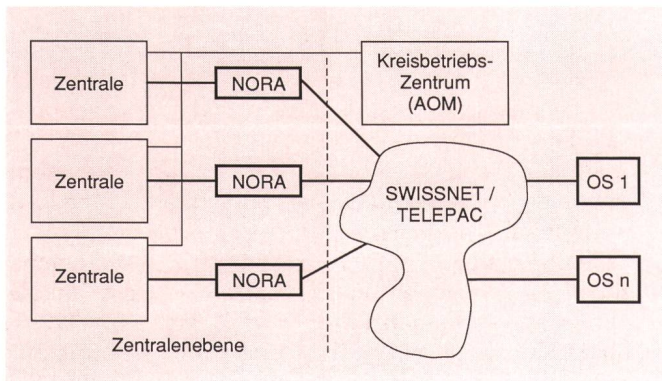 Zentrale
NORA
Kreisbetriebs-
Zentrum
(AOM)
Zentrale
NORA
SWISSNET /
TELEPAC
OS 1
Zentrale
NORA
OS n
Zentralenebene